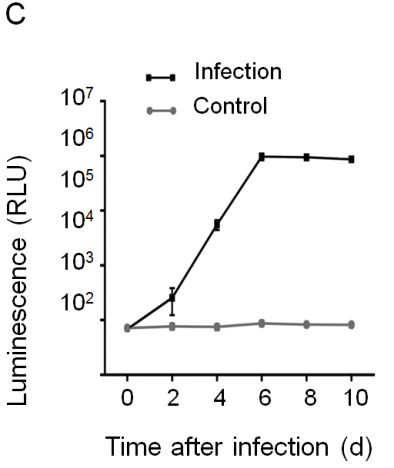 C
Infection
Control
10⁷
10⁶
10⁵
10⁴
10³
10²
Luminescence (RLU)
0 2 4 6 8 10
Time after infection (d)